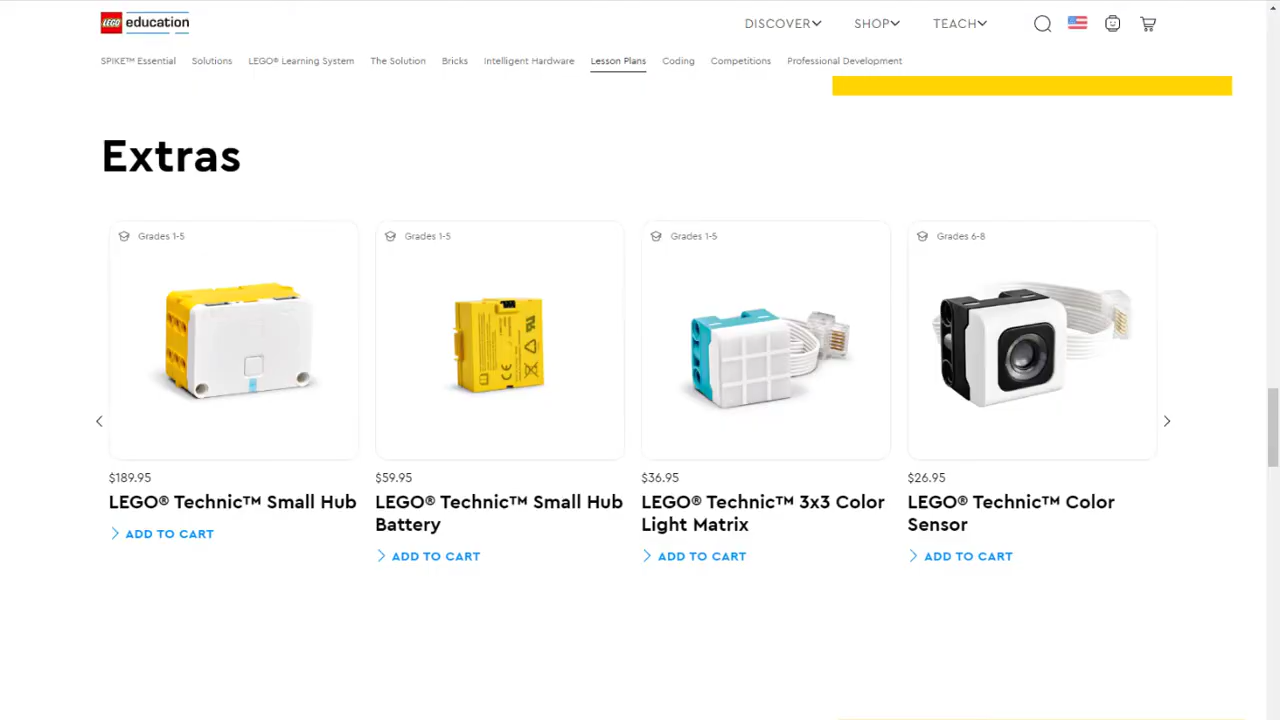 LEGO education
DISCOVER SHOP TEACH
SPIKE™ Essential Solutions LEGO® Learning System The Solution Bricks Intelligent Hardware Lesson Plans Coding Competitions Professional Development
Extras
Grades 1-5
Grades 1-5
Grades 1-5
Grades 6-8
$189.95
LEGO® Technic™ Small Hub
ADD TO CART
$59.95
LEGO® Technic™ Small Hub
Battery
ADD TO CART
$36.95
LEGO® Technic™ 3x3 Color
Light Matrix
ADD TO CART
$26.95
LEGO® Technic™ Color
Sensor
ADD TO CART